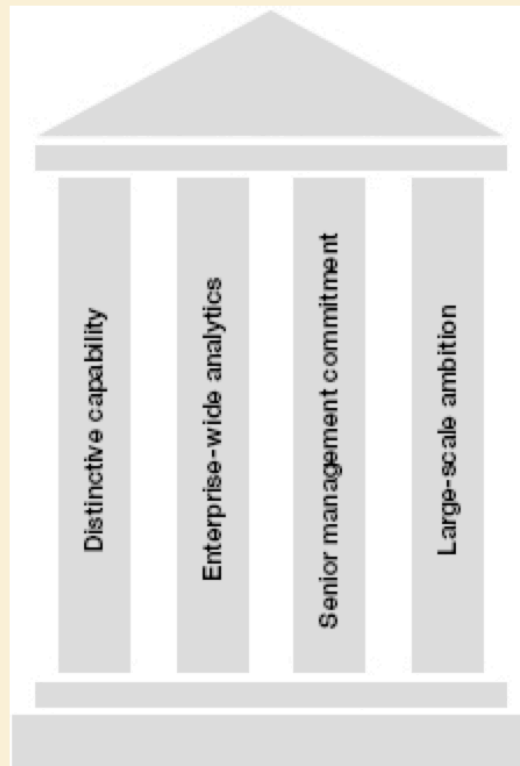 Distinctive capability
Enterprise-wide analytics
Senior management commitment
Large-scale ambition